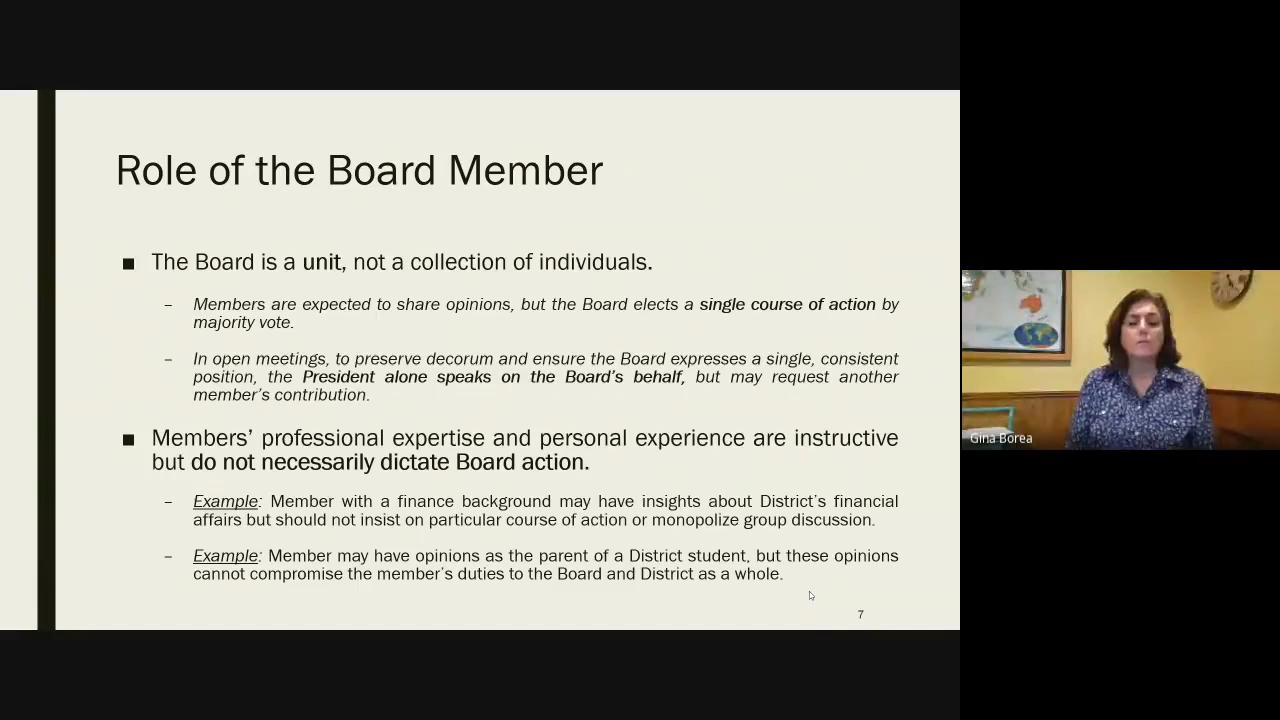 Role of the Board Member
■ The Board is a unit, not a collection of individuals.
– Members are expected to share opinions, but the Board elects a single course of action by
majority vote.
– In open meetings, to preserve decorum and ensure the Board expresses a single, consistent
position, the President alone speaks on the Board's behalf, but may request another
member's contribution.
■ Members' professional expertise and personal experience are instructive
but do not necessarily dictate Board action.
– Example: Member with a finance background may have insights about District's financial
affairs but should not insist on particular course of action or monopolize group discussion.
– Example: Member may have opinions as the parent of a District student, but these opinions
cannot compromise the member's duties to the Board and District as a whole.
7
Gina Borea